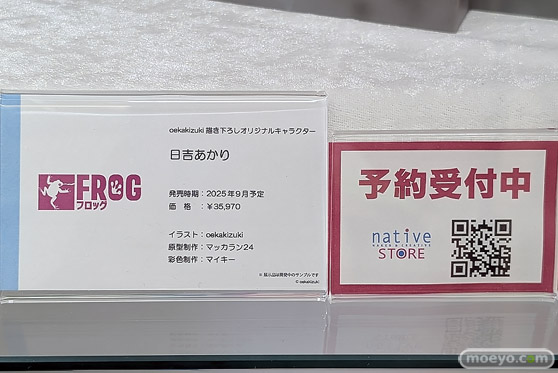 oekakizuki 描き下ろしオリジナルキャラクター
日吉あかり
FROG
フロッグ
発売時期：2025年9月予定
価　格：￥35,970
イラスト：oekakizuki
原型制作：マッカラン24
彩色制作：マイキー
※ 展示品は開発中のサンプルです
© oekakizuki
予約受付中
native
STORE
moeyo.com